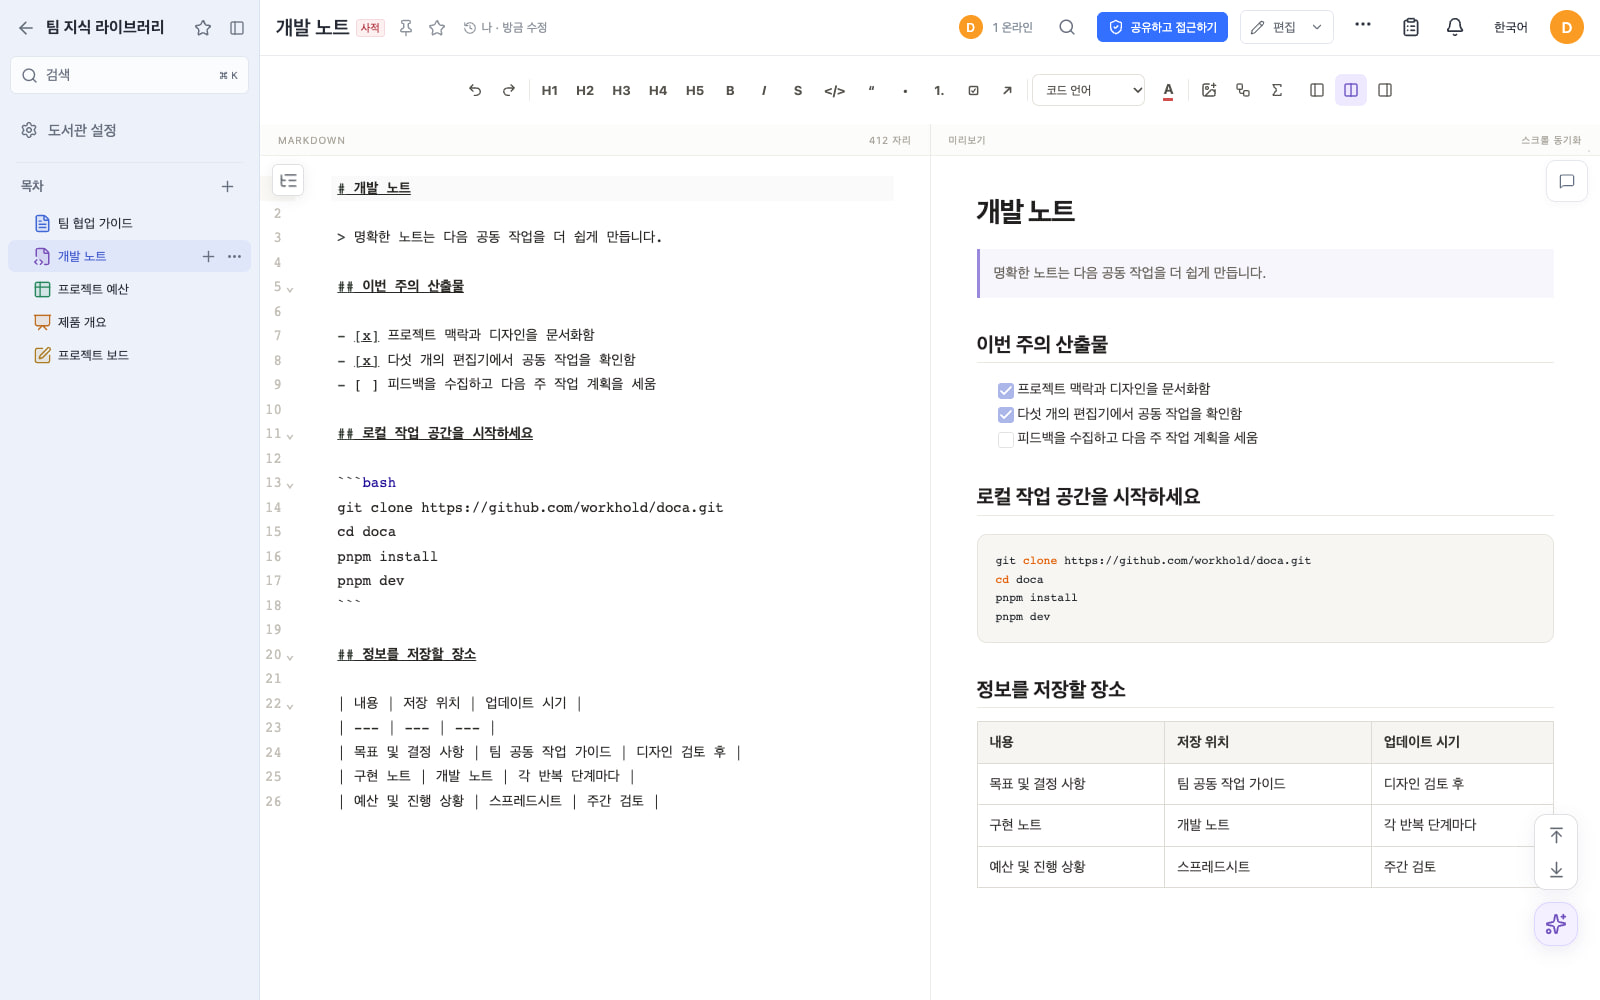 팀 지식 라이브러리
검색
⌘ K
도서관 설정
목차
팀 협업 가이드
개발 노트
프로젝트 예산
제품 개요
프로젝트 보드
개발 노트 사적 나 · 방금 수정
D 1 온라인 공유하고 접근하기 편집 한국어 D
H1 H2 H3 H4 H5 B I S </> “ • 1. 코드 언어 A
MARKDOWN 412 자리
# 개발 노트
2
3 > 명확한 노트는 다음 공동 작업을 더 쉽게 만듭니다.
4
5 ## 이번 주의 산출물
6
7 - [x] 프로젝트 맥락과 디자인을 문서화함
8 - [x] 다섯 개의 편집기에서 공동 작업을 확인함
9 - [ ] 피드백을 수집하고 다음 주 작업 계획을 세움
10
11 ## 로컬 작업 공간을 시작하세요
12
13 ```bash
14 git clone https://github.com/workhold/doca.git
15 cd doca
16 pnpm install
17 pnpm dev
18 ```
19
20 ## 정보를 저장할 장소
21
22 | 내용 | 저장 위치 | 업데이트 시기 |
23 | --- | --- | --- |
24 | 목표 및 결정 사항 | 팀 공동 작업 가이드 | 디자인 검토 후 |
25 | 구현 노트 | 개발 노트 | 각 반복 단계마다 |
26 | 예산 및 진행 상황 | 스프레드시트 | 주간 검토 |
미리보기 스크롤 동기화
개발 노트
명확한 노트는 다음 공동 작업을 더 쉽게 만듭니다.
이번 주의 산출물
프로젝트 맥락과 디자인을 문서화함
다섯 개의 편집기에서 공동 작업을 확인함
피드백을 수집하고 다음 주 작업 계획을 세움
로컬 작업 공간을 시작하세요
git clone https://github.com/workhold/doca.git
cd doca
pnpm install
pnpm dev
정보를 저장할 장소
내용 저장 위치 업데이트 시기
목표 및 결정 사항 팀 공동 작업 가이드 디자인 검토 후
구현 노트 개발 노트 각 반복 단계마다
예산 및 진행 상황 스프레드시트 주간 검토